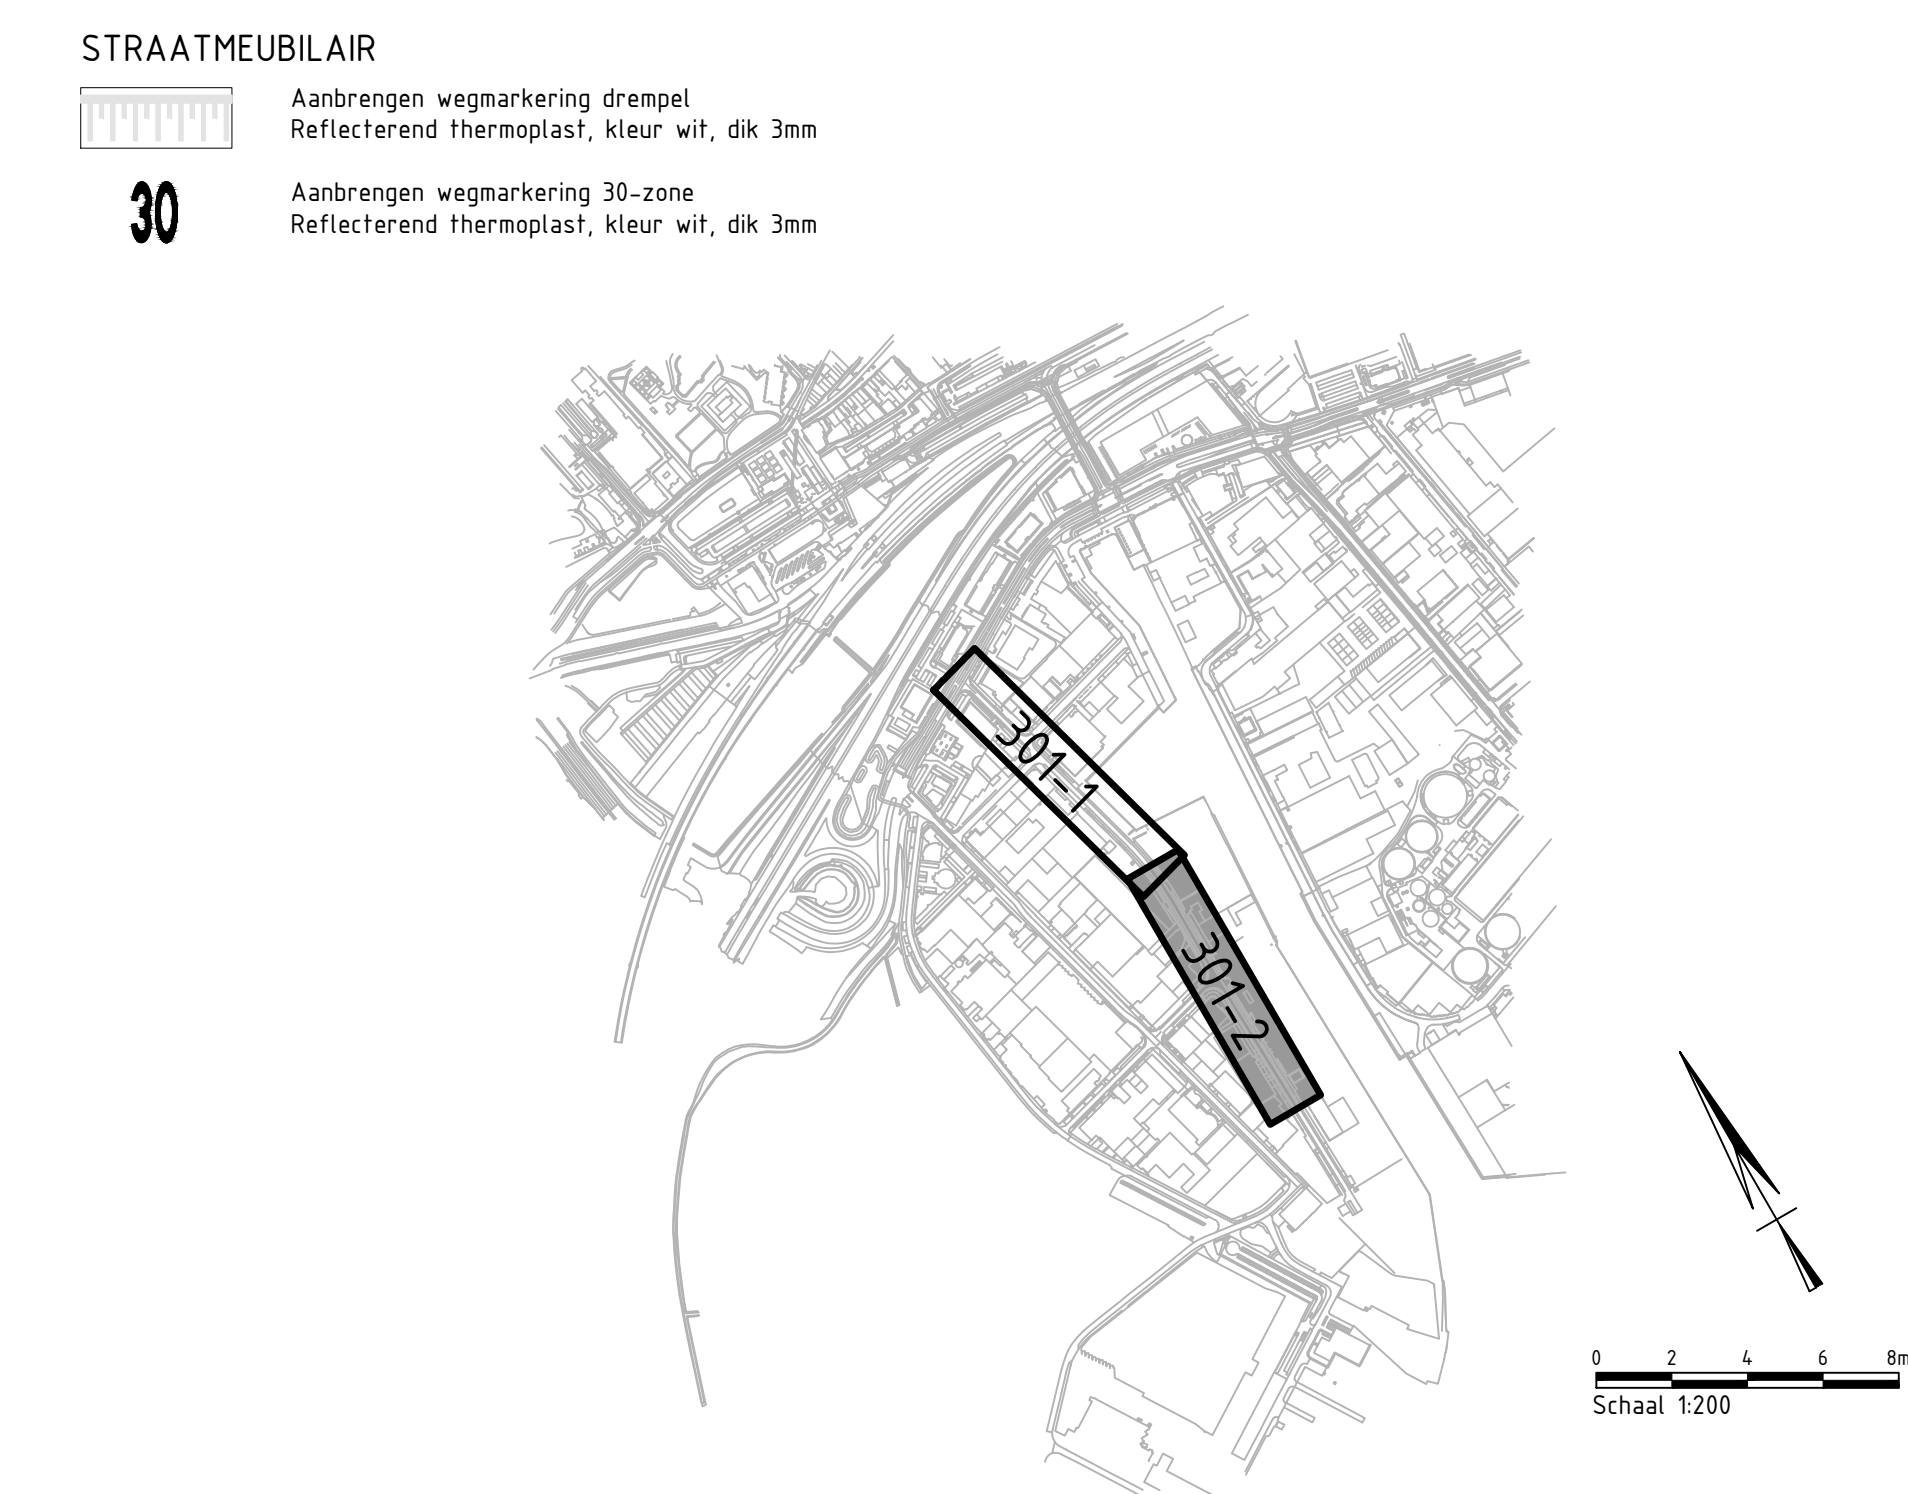 STRAATMEUBILAIR
Aanbrengen wegmarkering drempel
Reflecterend thermoplast, kleur wit, dik 3mm
30
Aanbrengen wegmarkering 30-zone
Reflecterend thermoplast, kleur wit, dik 3mm
301-1
301-2
0 2 4 6 8m
Schaal 1:200